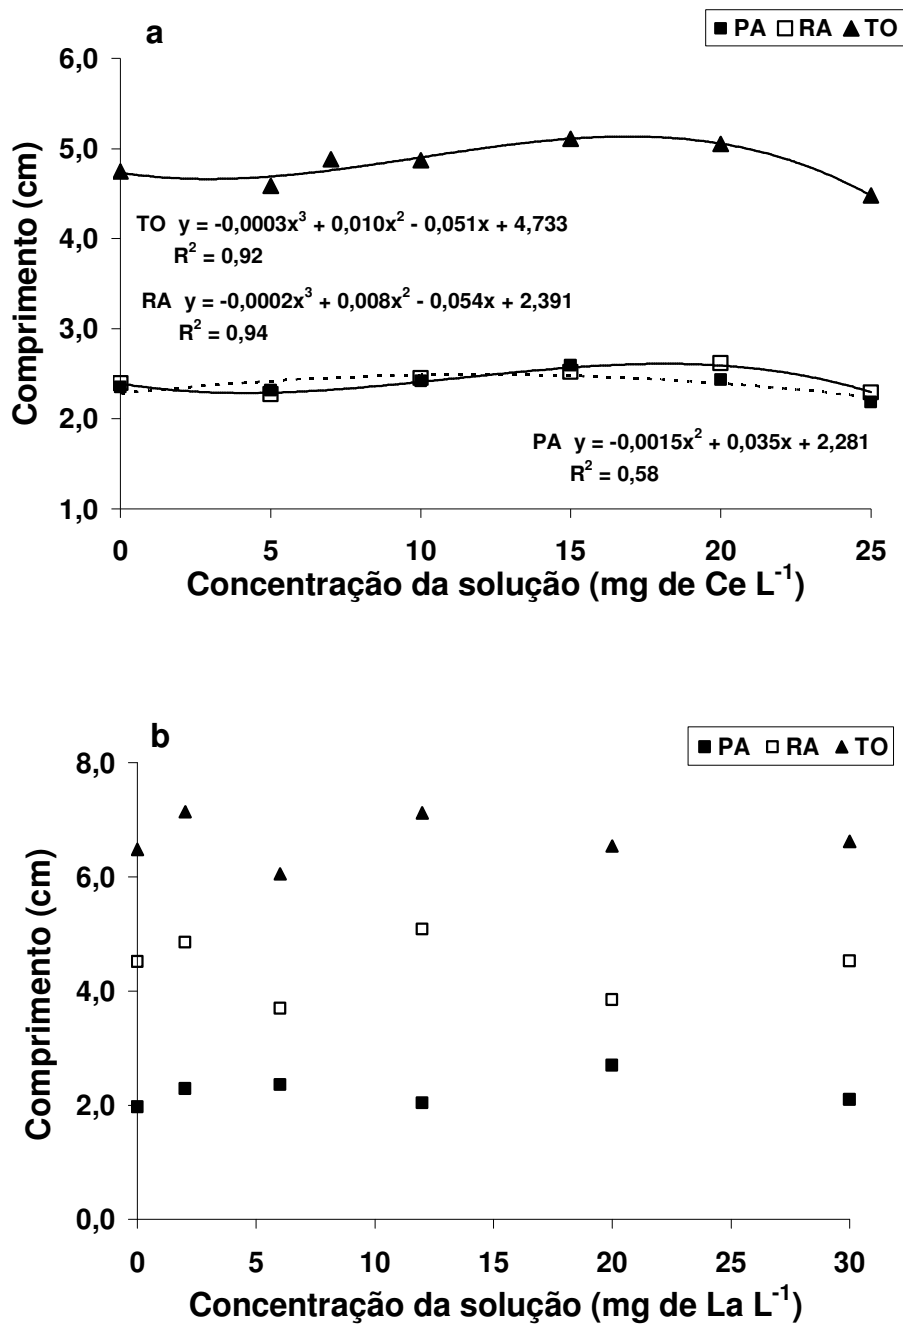 a
PA RA TO
6,0
5,0
4,0
3,0
2,0
1,0
Comprimento (cm)
TO y = -0,0003x³ + 0,010x² - 0,051x + 4,733
R² = 0,92
RA y = -0,0002x³ + 0,008x² - 0,054x + 2,391
R² = 0,94
PA y = -0,0015x² + 0,035x + 2,281
R² = 0,58
0 5 10 15 20 25
Concentração da solução (mg de Ce L⁻¹)
b
PA RA TO
8,0
6,0
4,0
2,0
0,0
Comprimento (cm)
0 5 10 15 20 25 30
Concentração da solução (mg de La L⁻¹)